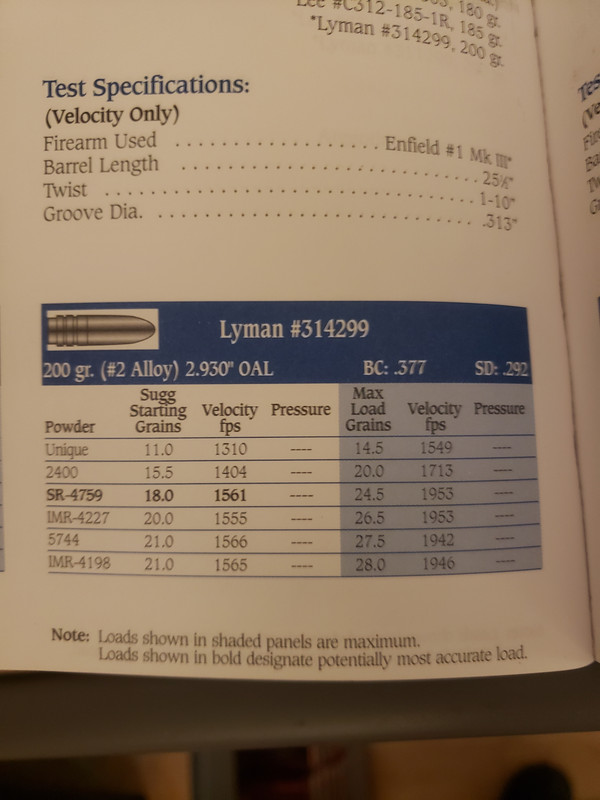 180 gr.
Lee #C312-185-1R, 185 gr.
*Lyman #314299, 200 gr.
Test Specifications:
(Velocity Only)
Firearm Used .................. Enfield #1 Mk III*
Barrel Length .......................... 25¼"
Twist ................................ 1-10"
Groove Dia. ........................... .313"
Lyman #314299
200 gr. (#2 Alloy) 2.930" OAL BC: .377 SD: .292
Powder Sugg Starting Grains Velocity fps Pressure Max Load Grains Velocity fps Pressure
Unique 11.0 1310 ---- 14.5 1549 ----
2400 15.5 1404 ---- 20.0 1713 ----
SR-4759 18.0 1561 ---- 24.5 1953 ----
IMR-4227 20.0 1555 ---- 26.5 1953 ----
5744 21.0 1566 ---- 27.5 1942 ----
IMR-4198 21.0 1565 ---- 28.0 1946 ----
Note: Loads shown in shaded panels are maximum.
Loads shown in bold designate potentially most accurate load.